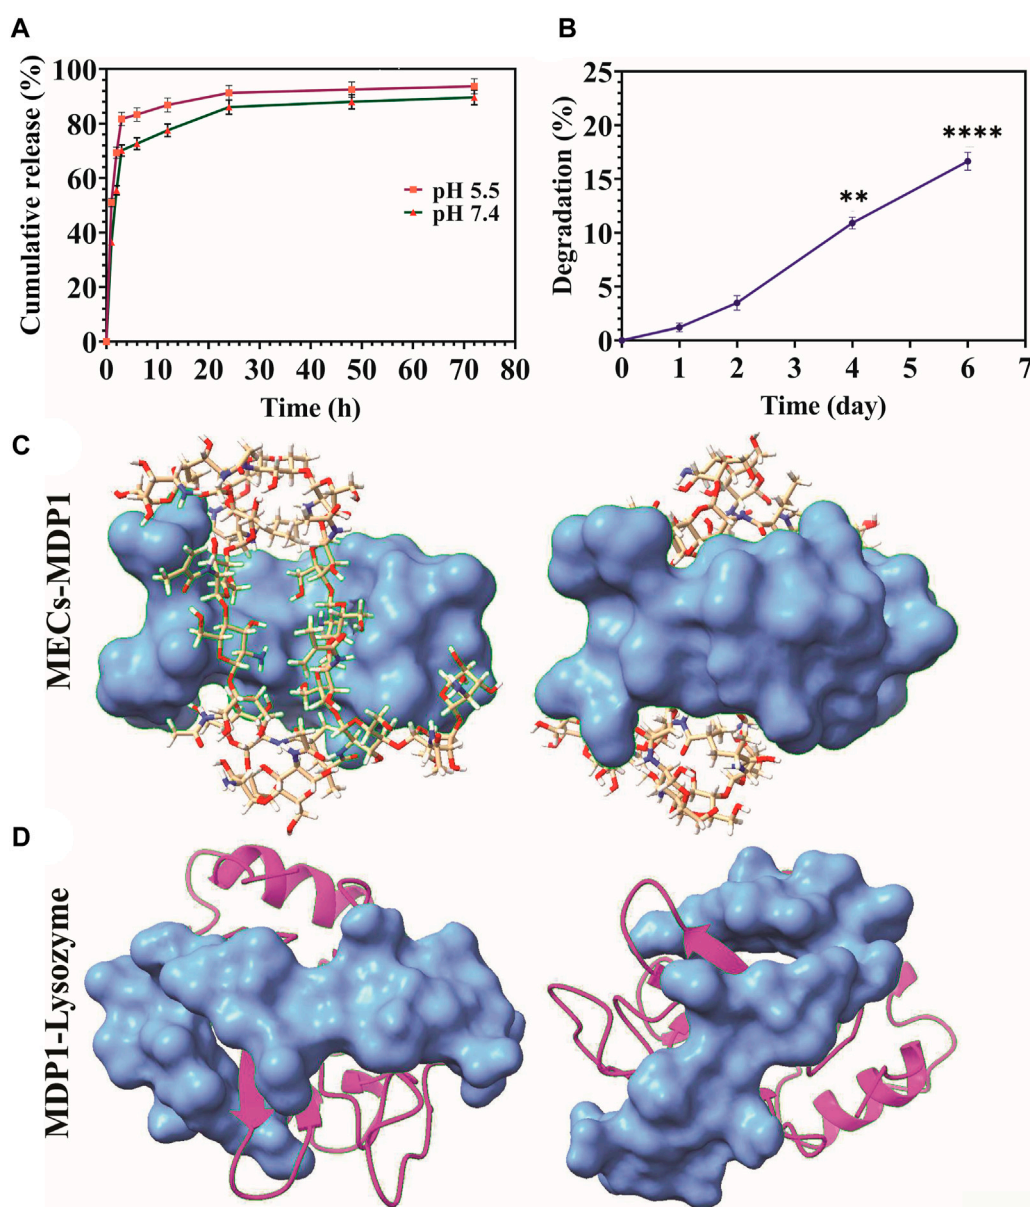 A
B
100
80
60
40
20
0
Cumulative release (%)
pH 5.5
pH 7.4
0 10 20 30 40 50 60 70 80
Time (h)
25
20
15
10
5
0
Degradation (%)
**
****
0 1 2 3 4 5 6 7
Time (day)
C
MECs-MDP1
D
MDP1-Lysozyme